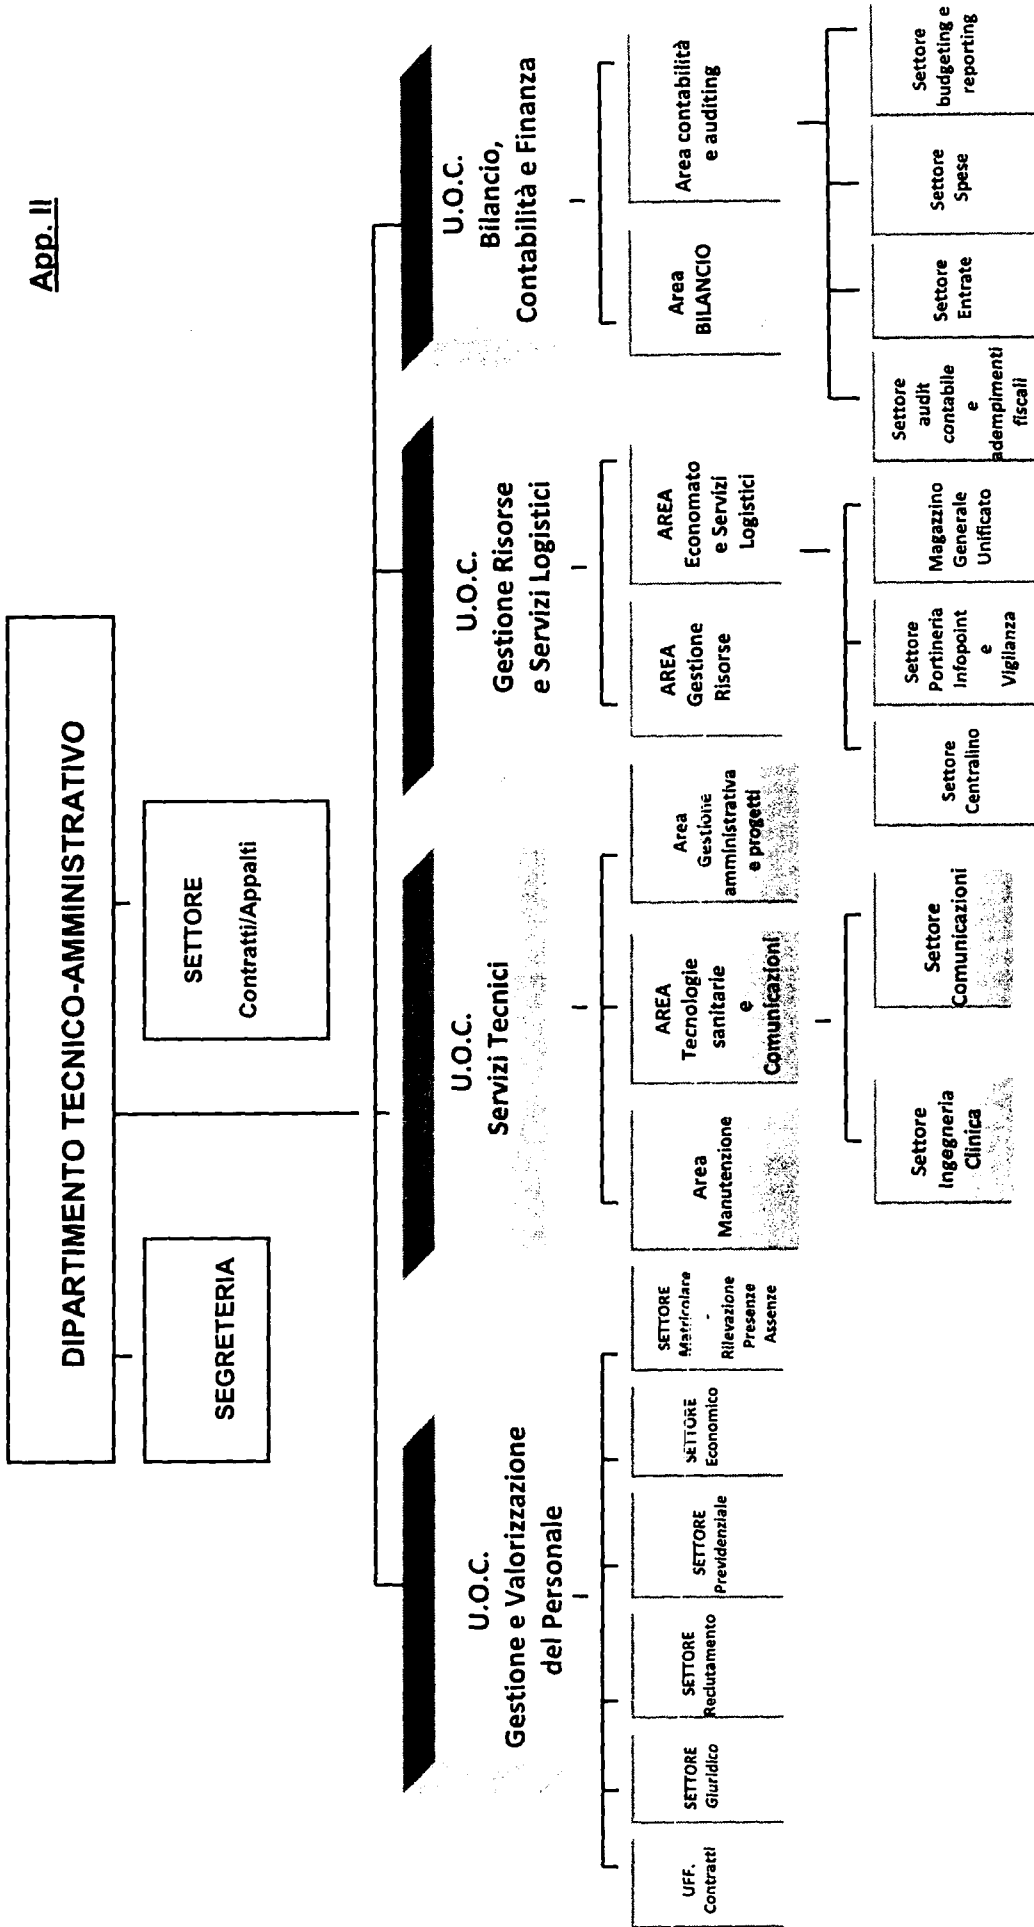 App. II
DIPARTIMENTO TECNICO-AMMINISTRATIVO
SEGRETERIA
SETTORE
Contratti/Appalti
U.O.C.
Gestione e Valorizzazione
del Personale
U.O.C.
Servizi Tecnici
U.O.C.
Gestione Risorse
e Servizi Logistici
U.O.C.
Bilancio,
Contabilità e Finanza
UFF.
Contratti
SETTORE
Giuridico
SETTORE
Reclutamento
SETTORE
Previdenziale
SETTORE
Economico
SETTORE
Matricolare
-
Rilevazione
Presenze
Assenze
Area
Manutenzione
AREA
Tecnologie
sanitarie
e
Comunicazioni
Area
Gestione
amministrativa
e progetti
AREA
Gestione
Risorse
AREA
Economato
e Servizi
Logistici
Area
BILANCIO
Area contabilità
e auditing
Settore
Ingegneria
Clinica
Settore
Comunicazioni
Settore
Centralino
Settore
Portineria
Infopoint
e
Vigilanza
Magazzino
Generale
Unificato
Settore
audit
contabile
e
adempimenti
fiscali
Settore
Entrate
Settore
Spese
Settore
budgeting e
reporting